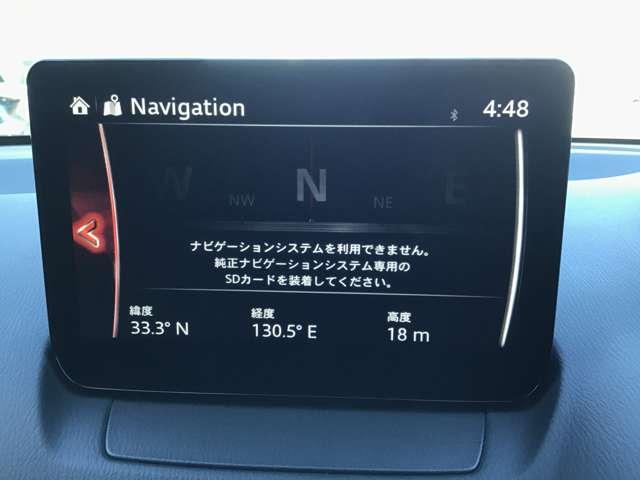 Navigation
4:48
W NW N NE E
ナビゲーションシステムを利用できません。
純正ナビゲーションシステム専用の
SDカードを装着してください。
緯度 経度 高度
33.3° N 130.5° E 18 m